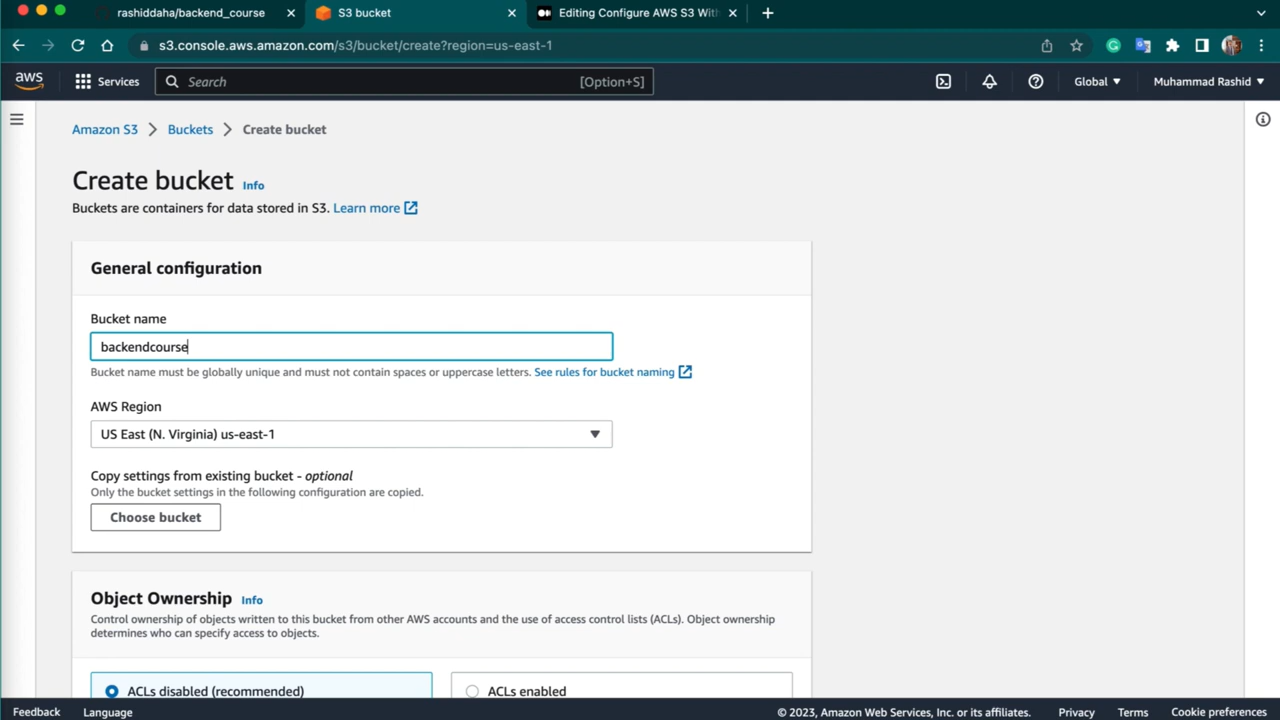 rashiddaha/backend_course
S3 bucket
Editing Configure AWS S3 With
s3.console.aws.amazon.com/s3/bucket/create?region=us-east-1
aws
Services
Search
[Option+S]
Global
Muhammad Rashid
Amazon S3
Buckets
Create bucket
Create bucket Info
Buckets are containers for data stored in S3. Learn more
General configuration
Bucket name
backendcourse
Bucket name must be globally unique and must not contain spaces or uppercase letters. See rules for bucket naming
AWS Region
US East (N. Virginia) us-east-1
Copy settings from existing bucket - optional
Only the bucket settings in the following configuration are copied.
Choose bucket
Object Ownership Info
Control ownership of objects written to this bucket from other AWS accounts and the use of access control lists (ACLs). Object ownership
determines who can specify access to objects.
ACLs disabled (recommended)
ACLs enabled
Feedback
Language
© 2023, Amazon Web Services, Inc. or its affiliates.
Privacy
Terms
Cookie preferences